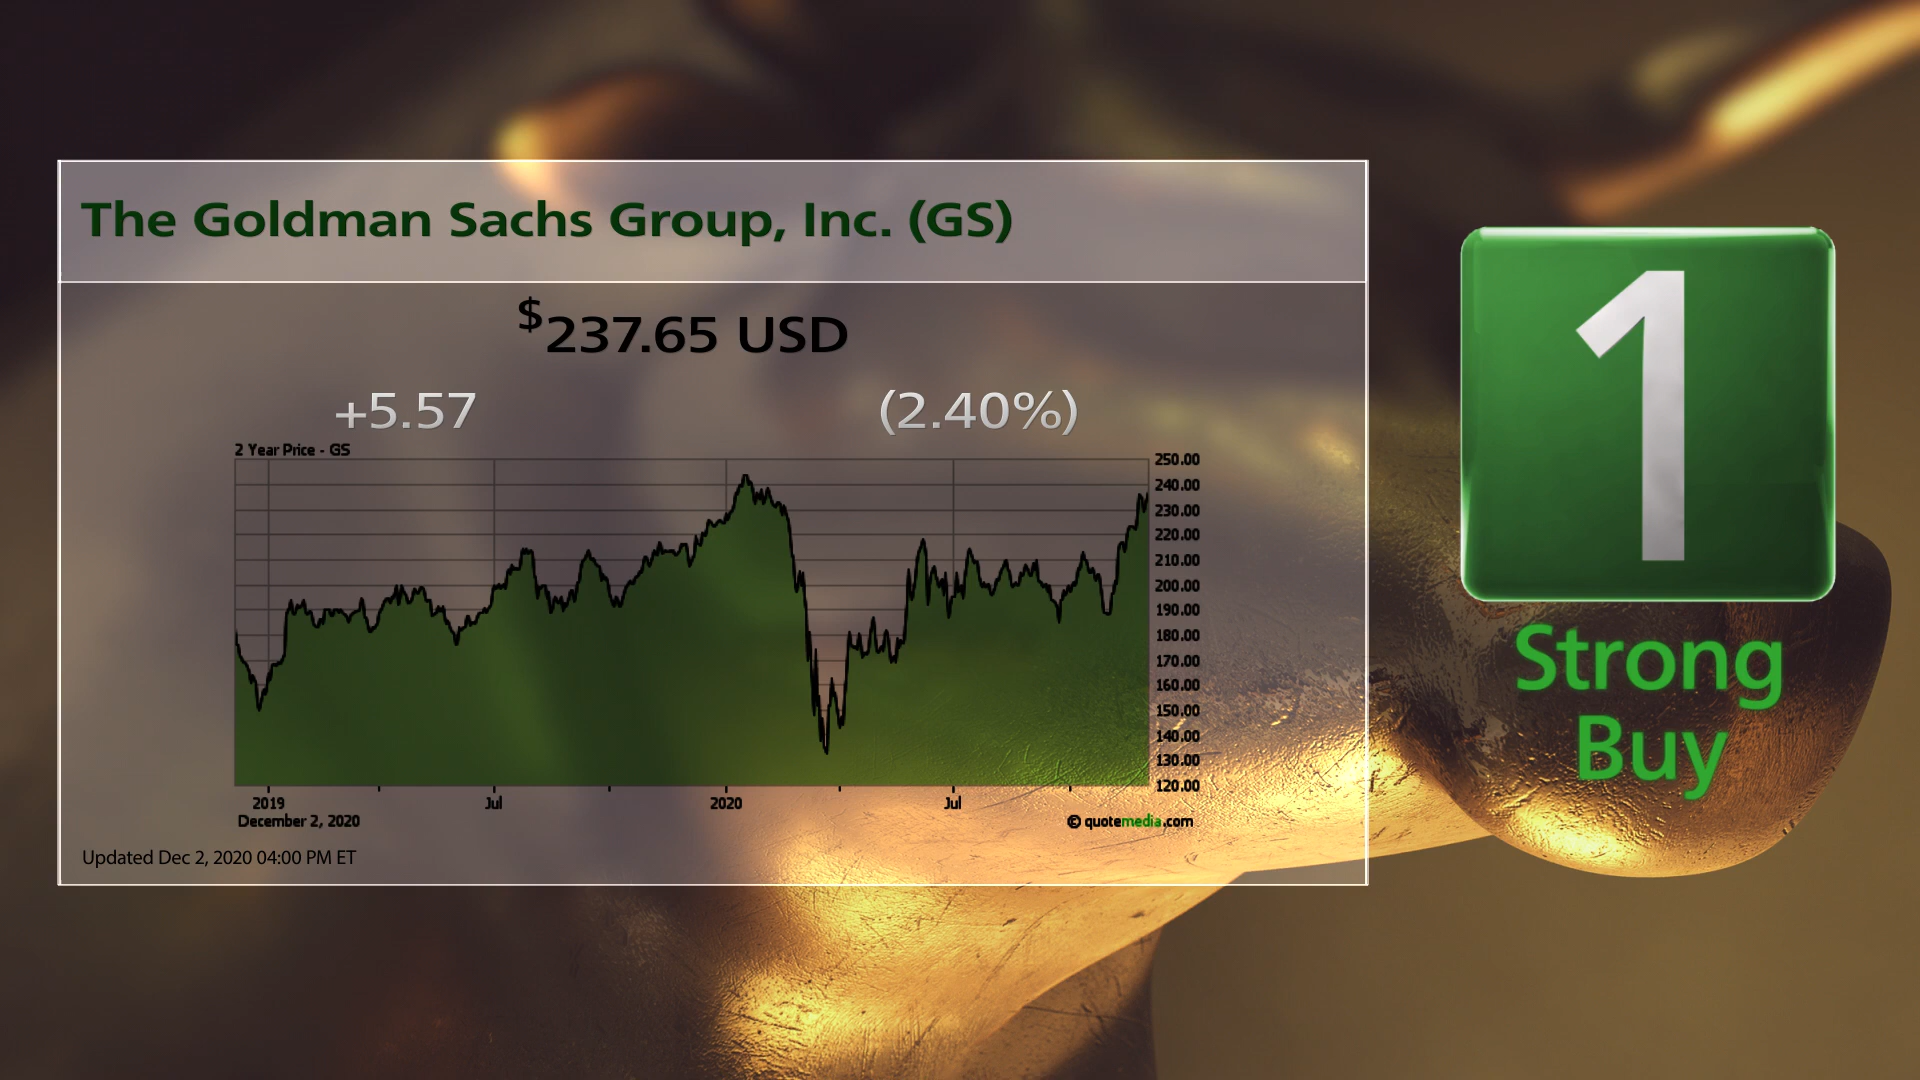 The Goldman Sachs Group, Inc. (GS)
$237.65 USD
+5.57 (2.40%)
2 Year Price - GS
250.00
240.00
230.00
220.00
210.00
200.00
190.00
180.00
170.00
160.00
150.00
140.00
130.00
120.00
2019 Jul 2020 Jul
December 2, 2020 © quotemedia.com
Updated Dec 2, 2020 04:00 PM ET
1
Strong
Buy